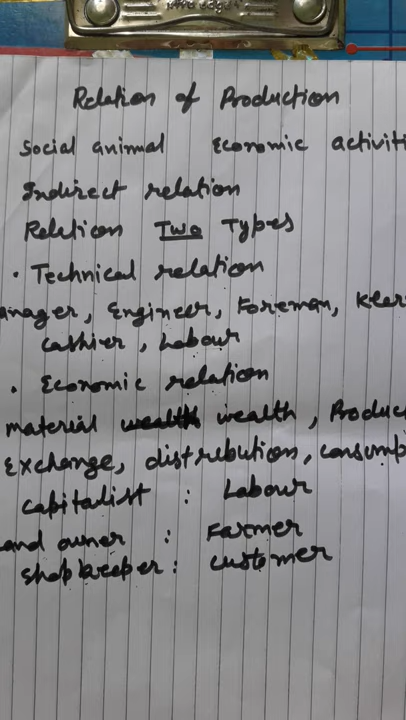 Relation of Production
Social animal Economic activiti
Indirect relation
Relation Two Types
• Technical relation
anager, Engineer, Foreman, Kler
Cashier, Labour
• Economic relation
material wealth wealth, Produc
Exchange, distribution, consump
Capitalist : Labour
and owner : Farmer
Shopkeeper : Customer